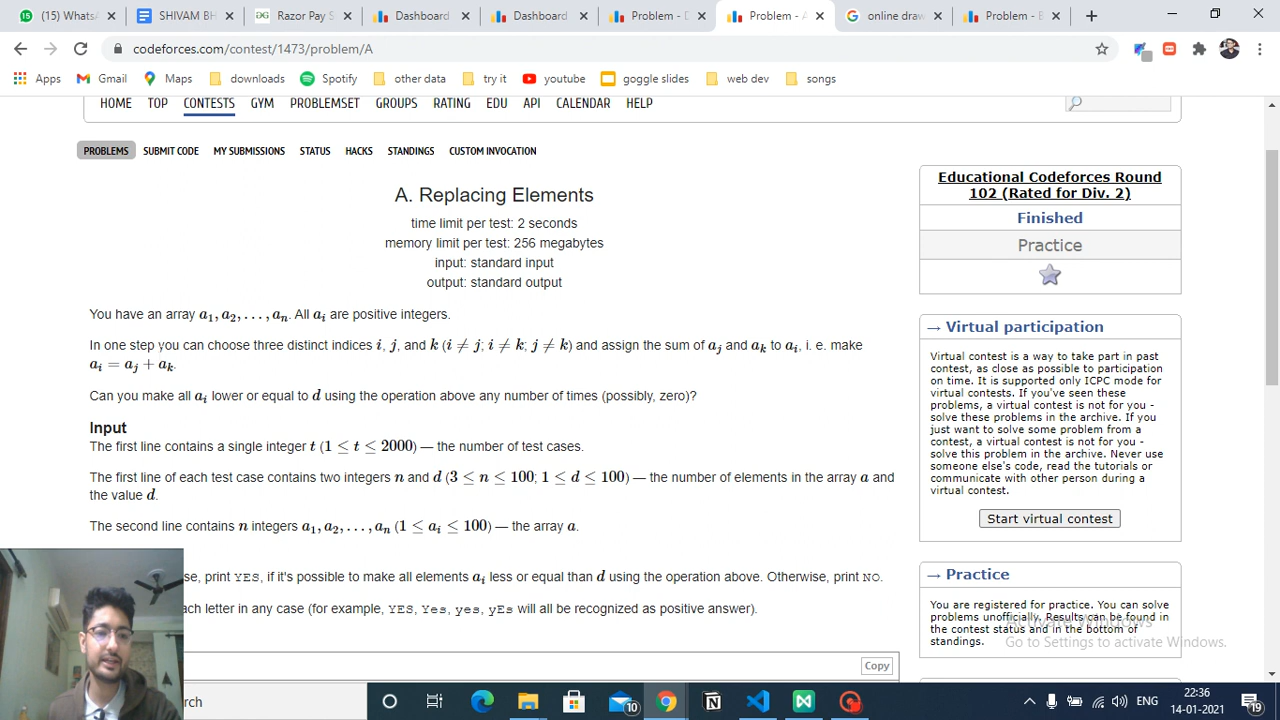 (15) Whats
SHIVAM BH
Razor Pay S
Dashboard
Dashboard
Problem - D
Problem - A
online draw
Problem - E
codeforces.com/contest/1473/problem/A
Apps
Gmail
Maps
downloads
Spotify
other data
try it
youtube
goggle slides
web dev
songs
HOME TOP CONTESTS GYM PROBLEMSET GROUPS RATING EDU API CALENDAR HELP
PROBLEMS SUBMIT CODE MY SUBMISSIONS STATUS HACKS STANDINGS CUSTOM INVOCATION
A. Replacing Elements
time limit per test: 2 seconds
memory limit per test: 256 megabytes
input: standard input
output: standard output
You have an array a₁, a₂, . . . , aₙ. All aᵢ are positive integers.
In one step you can choose three distinct indices i, j, and k (i ≠ j; i ≠ k; j ≠ k) and assign the sum of aⱼ and aₖ to aᵢ, i. e. make
aᵢ = aⱼ + aₖ.
Can you make all aᵢ lower or equal to d using the operation above any number of times (possibly, zero)?
Input
The first line contains a single integer t (1 ≤ t ≤ 2000) — the number of test cases.
The first line of each test case contains two integers n and d (3 ≤ n ≤ 100; 1 ≤ d ≤ 100) — the number of elements in the array a and
the value d.
The second line contains n integers a₁, a₂, . . . , aₙ (1 ≤ aᵢ ≤ 100) — the array a.
se, print YES, if it's possible to make all elements aᵢ less or equal than d using the operation above. Otherwise, print NO.
ach letter in any case (for example, YES, Yes, yes, yEs will all be recognized as positive answer).
Copy
Educational Codeforces Round
102 (Rated for Div. 2)
Finished
Practice
→ Virtual participation
Virtual contest is a way to take part in past
contest, as close as possible to participation
on time. It is supported only ICPC mode for
virtual contests. If you've seen these
problems, a virtual contest is not for you -
solve these problems in the archive. If you
just want to solve some problem from a
contest, a virtual contest is not for you -
solve this problem in the archive. Never use
someone else's code, read the tutorials or
communicate with other person during a
virtual contest.
Start virtual contest
→ Practice
You are registered for practice. You can solve
problems unofficially. Results can be found in
the contest status and in the bottom of
standings.
Activate Windows
Go to Settings to activate Windows.
rch
10
ENG
22:36
14-01-2021
19